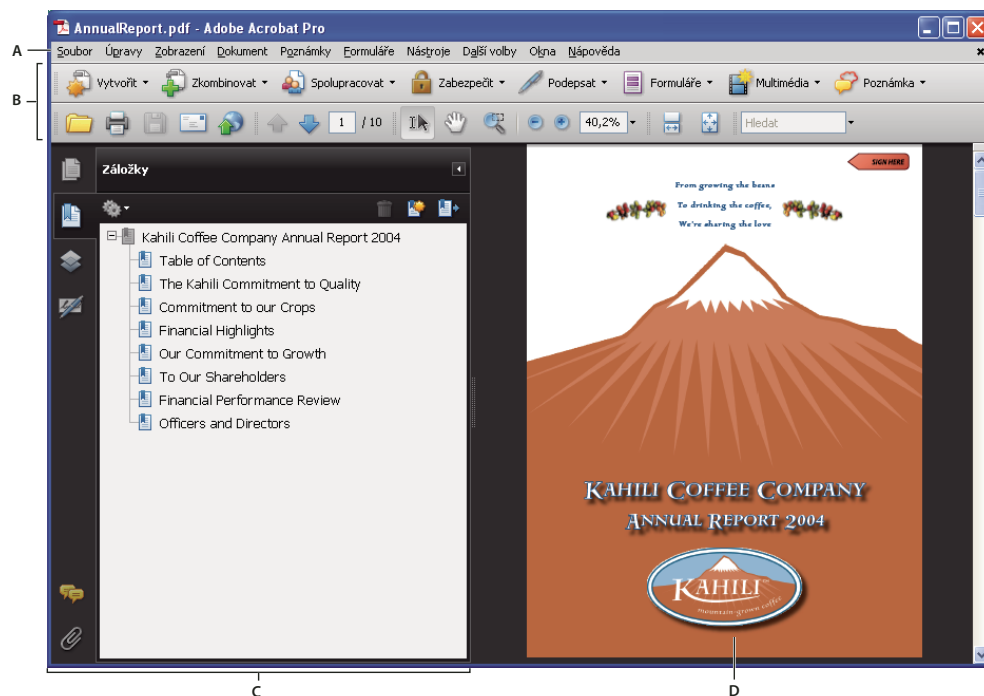 AnnualReport.pdf - Adobe Acrobat Pro
A
Soubor Úpravy Zobrazení Dokument Poznámky Formuláře Nástroje Další volby Okna Nápověda
B
Vytvořit Zkombinovat Spolupracovat Zabezpečit Podepsat Formuláře Multimédia Poznámka
1 / 10 40,2% Hledat
Záložky
Kahili Coffee Company Annual Report 2004
Table of Contents
The Kahili Commitment to Quality
Commitment to our Crops
Financial Highlights
Our Commitment to Growth
To Our Shareholders
Financial Performance Review
Officers and Directors
SIGN HERE
From growing the beans
To drinking the coffee,
We're sharing the love
KAHILI COFFEE COMPANY
ANNUAL REPORT 2004
KAHILI
mountain-grown coffee
C
D